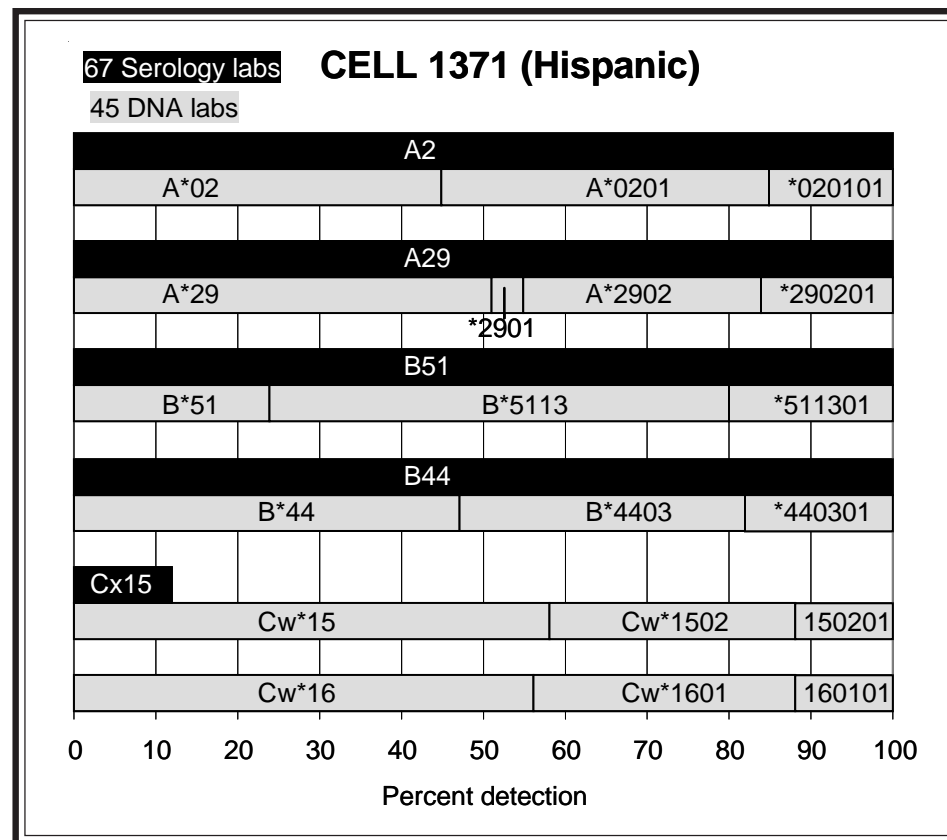 67 Serology labs CELL 1371 (Hispanic)
45 DNA labs
A2
A*02 A*0201 *020101
A29
A*29 A*2902 *290201
*2901
B51
B*51 B*5113 *511301
B44
B*44 B*4403 *440301
Cx15
Cw*15 Cw*1502 150201
Cw*16 Cw*1601 160101
0 10 20 30 40 50 60 70 80 90 100
Percent detection